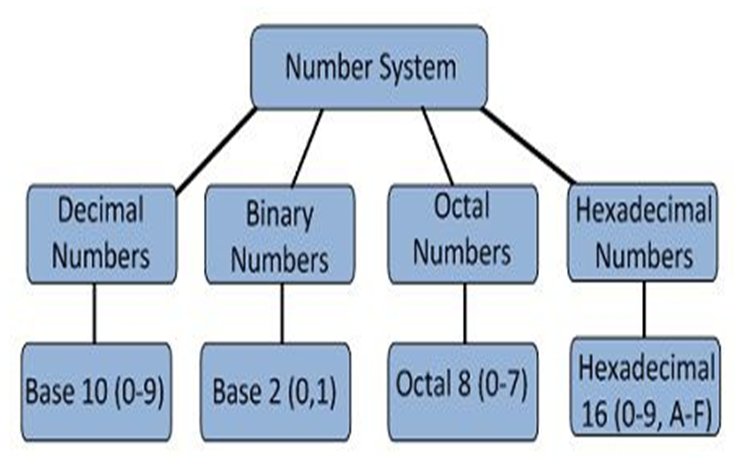 Number System
Decimal
Numbers
Binary
Numbers
Octal
Numbers
Hexadecimal
Numbers
Base 10 (0-9)
Base 2 (0,1)
Octal 8 (0-7)
Hexadecimal
16 (0-9, A-F)